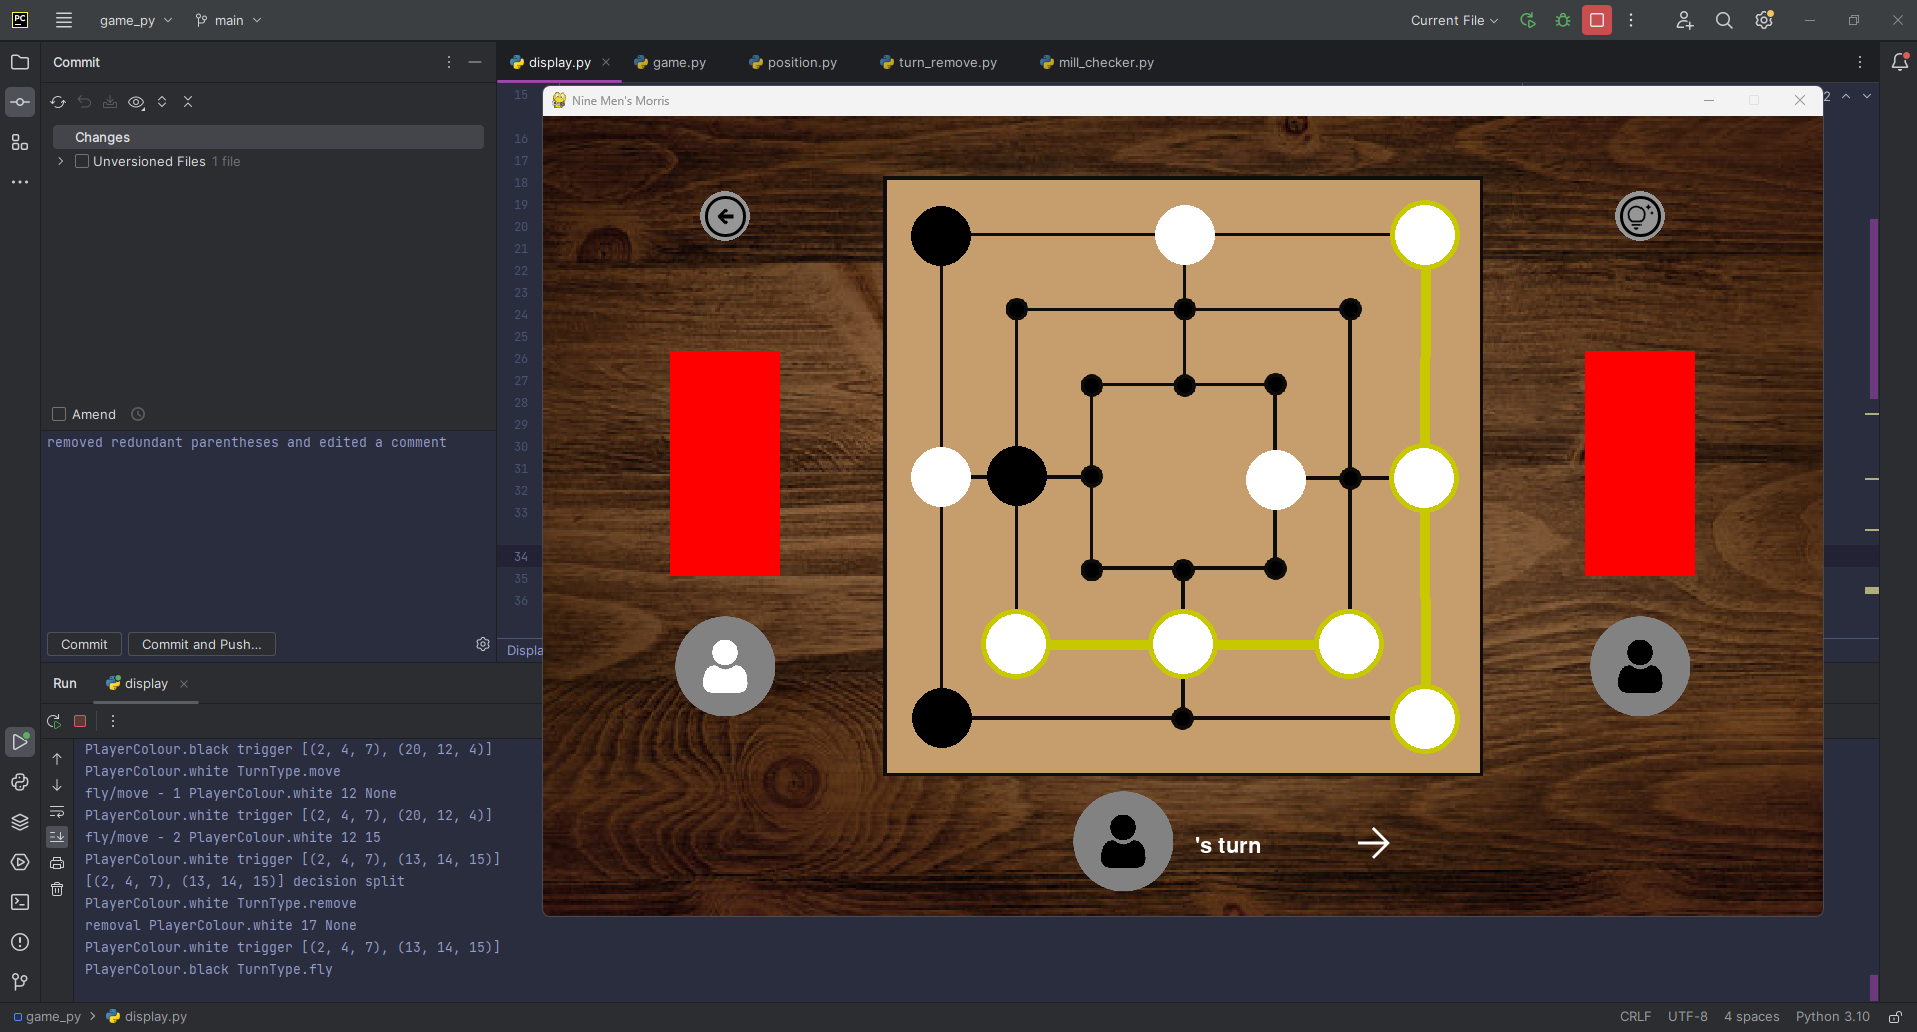 PC game_py main Current File
Commit
display.py game.py position.py turn_remove.py mill_checker.py
Changes
Unversioned Files 1 file
15
16
17
18
19
20
21
22
23
24
25
26
27
28
29
30
31
32
33
34
35
36
2
Nine Men's Morris
Amend
removed redundant parentheses and edited a comment
Commit Commit and Push...
Displa
Run display
PlayerColour.black trigger [(2, 4, 7), (20, 12, 4)]
PlayerColour.white TurnType.move
fly/move - 1 PlayerColour.white 12 None
PlayerColour.white trigger [(2, 4, 7), (20, 12, 4)]
fly/move - 2 PlayerColour.white 12 15
PlayerColour.white trigger [(2, 4, 7), (13, 14, 15)]
[(2, 4, 7), (13, 14, 15)] decision split
PlayerColour.white TurnType.remove
removal PlayerColour.white 17 None
PlayerColour.white trigger [(2, 4, 7), (13, 14, 15)]
PlayerColour.black TurnType.fly
's turn
game_py display.py CRLF UTF-8 4 spaces Python 3.10